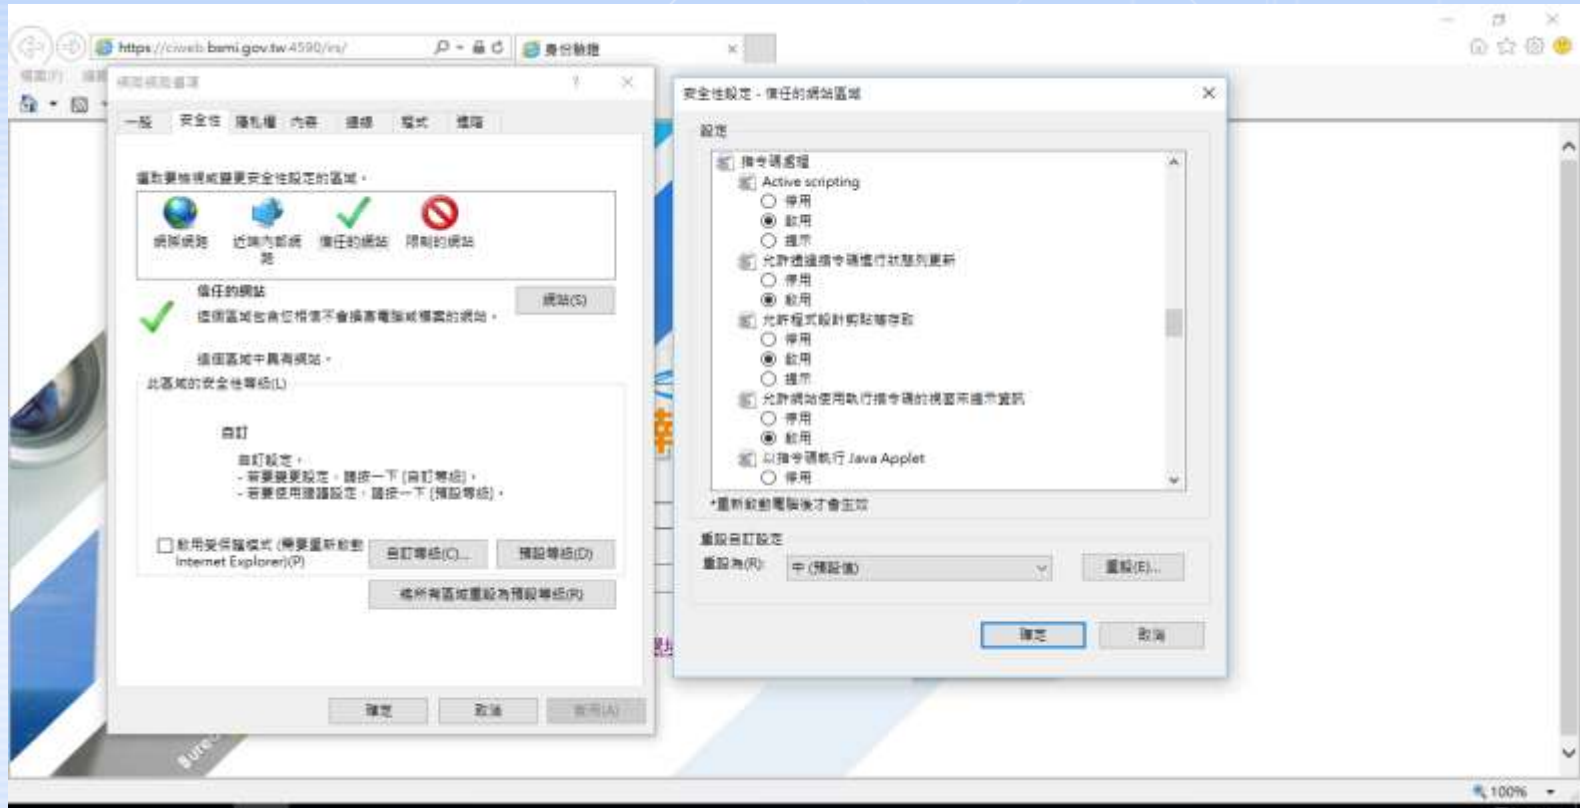 https://ciweb.bsmi.gov.tw:4590/irs/
身份驗證
網際網路選項
一般 安全性 隱私權 內容 連線 程式 進階
選取要檢視或變更安全性設定的區域。
網際網路 近端內部網路 信任的網站 限制的網站
信任的網站
這個區域包含您相信不會損害電腦或檔案的網站。
網站(S)
這個區域中具有網站。
此區域的安全性等級(L)
自訂
自訂設定。
- 若要變更設定，請按一下 [自訂等級]。
- 若要使用建議設定，請按一下 [預設等級]。
啟用受保護模式 (需要重新啟動
Internet Explorer)(P)
自訂等級(C)... 預設等級(D)
將所有區域重設為預設等級(R)
確定 取消 套用(A)
安全性設定 - 信任的網站區域
設定
指令碼處理
Active scripting
停用
啟用
提示
允許透過指令碼進行狀態列更新
停用
啟用
允許程式設計剪貼簿存取
停用
啟用
提示
允許網站使用執行指令碼的視窗來提示資訊
停用
啟用
以指令碼執行 Java Applet
停用
*重新啟動電腦後才會生效
重設自訂設定
重設為(R): 中 (預設值) 重設(E)...
確定 取消
Bure
100%